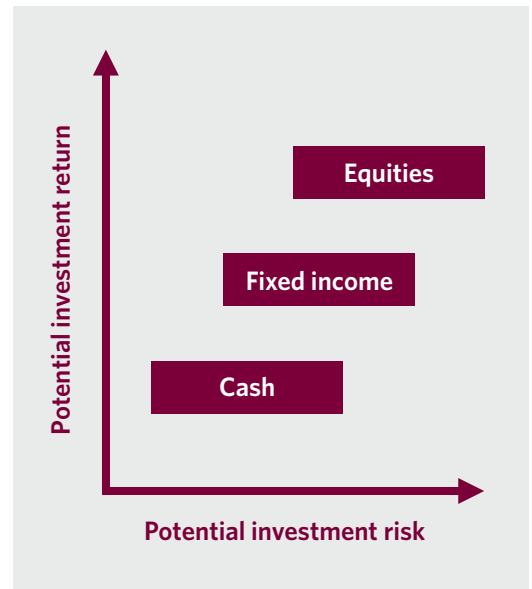 Potential investment return
Equities
Fixed income
Cash
Potential investment risk